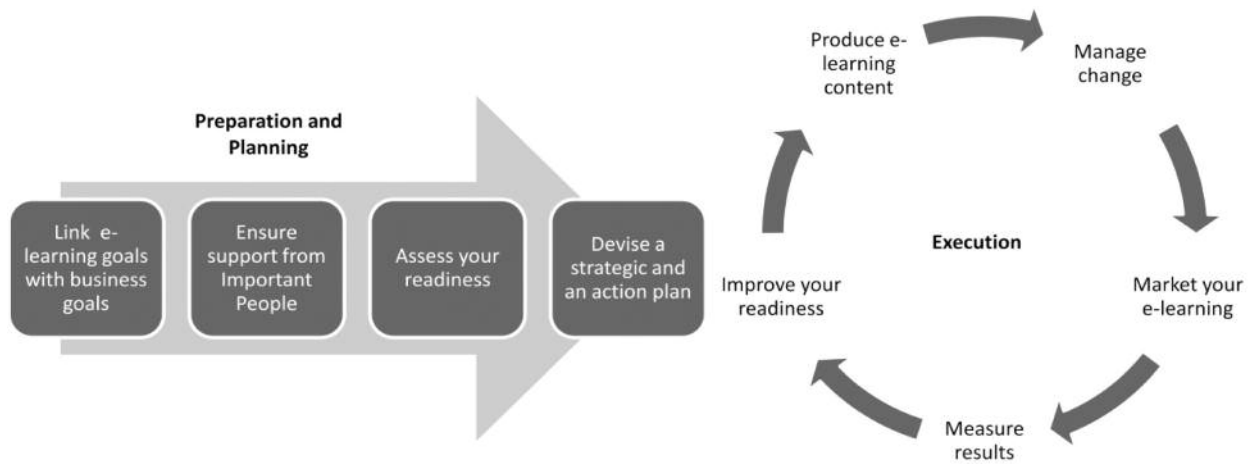 Preparation and
Planning
Link e-
learning goals
with business
goals
Ensure
support from
Important
People
Assess your
readiness
Devise a
strategic and
an action plan
Produce e-
learning
content
Manage
change
Execution
Improve your
readiness
Market your
e-learning
Measure
results